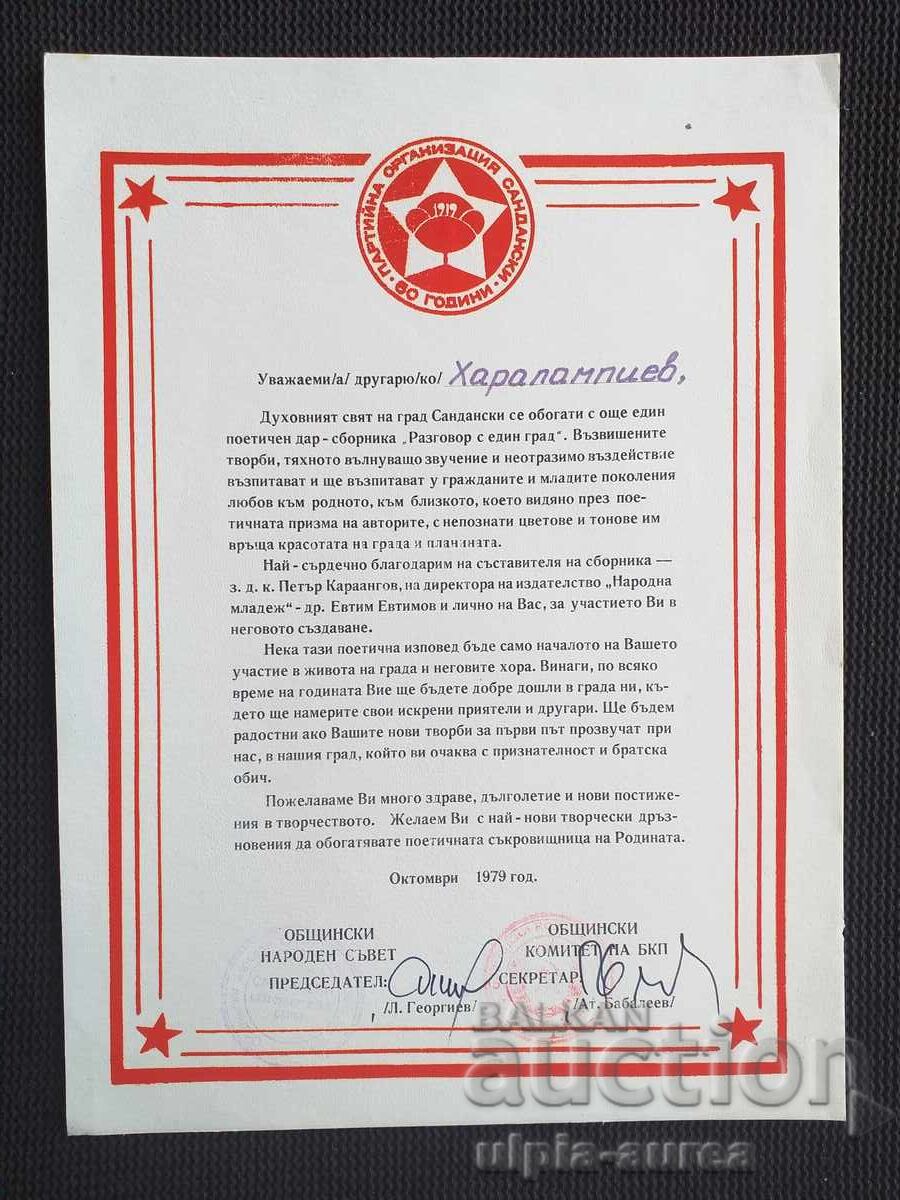 ПАРТИЙНА ОРГАНИЗАЦИЯ САНДАНСКИ
1919
60 ГОДИНИ
Уважаеми/а/ другарю/ко/ Харалампиев,
Духовният свят на град Сандански се обогати с още един
поетичен дар - сборника „Разговор с един град“. Възвишените
творби, тяхното вълнуващо звучение и неотразимо въздействие
възпитават и ще възпитават у гражданите и младите поколения
любов към родното, към близкото, което видяно през пое-
тичната призма на авторите, с непознати цветове и тонове им
връща красотата на града и планината.
Най - сърдечно благодарим на съставителя на сборника —
з. д. к. Петър Караангов, на директора на издателство „Народна
младеж“ - др. Евтим Евтимов и лично на Вас, за участието Ви в
неговото създаване.
Нека тази поетична изповед бъде само началото на Вашето
участие в живота на града и неговите хора. Винаги, по всяко
време на годината Вие ще бъдете добре дошли в града ни, къ-
дето ще намерите свои искрени приятели и другари. Ще бъдем
радостни ако Вашите нови творби за първи път прозвучат при
нас, в нашия град, който ви очаква с признателност и братска
обич.
Пожелаваме Ви много здраве, дълголетие и нови постиже-
ния в творчеството. Желаем Ви с най - нови творчески дръз-
новения да обогатявате поетичната съкровищница на Родината.
Октомври 1979 год.
ОБЩИНСКИ
НАРОДЕН СЪВЕТ
ПРЕДСЕДАТЕЛ:
/Л. Георгиев/
ОБЩИНСКИ
КОМИТЕТ НА БКП
СЕКРЕТАР:
/Ат. Бабалеев/
BALKAN
auction
ulpia-aurea